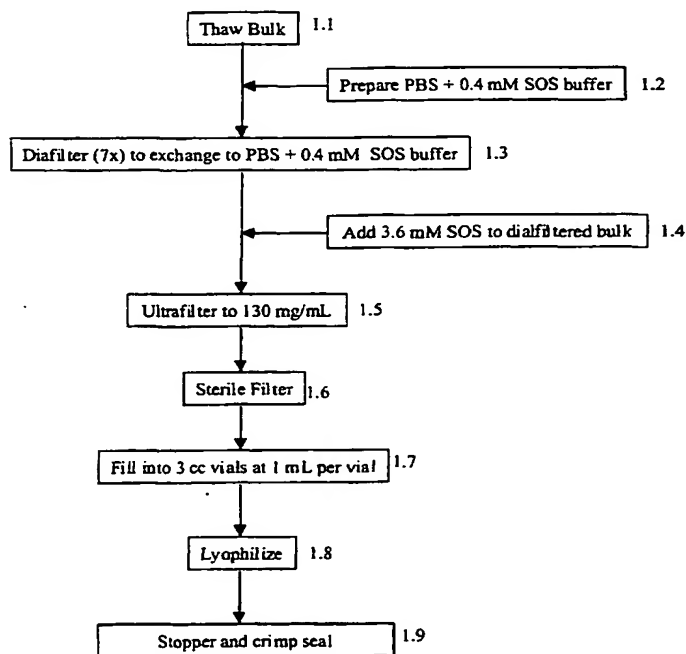 Thaw Bulk 1.1
Prepare PBS + 0.4 mM SOS buffer 1.2
Diafilter (7x) to exchange to PBS + 0.4 mM SOS buffer 1.3
Add 3.6 mM SOS to dialfiltered bulk 1.4
Ultrafilter to 130 mg/mL 1.5
Sterile Filter 1.6
Fill into 3 cc vials at 1 mL per vial 1.7
Lyophilize 1.8
Stopper and crimp seal 1.9